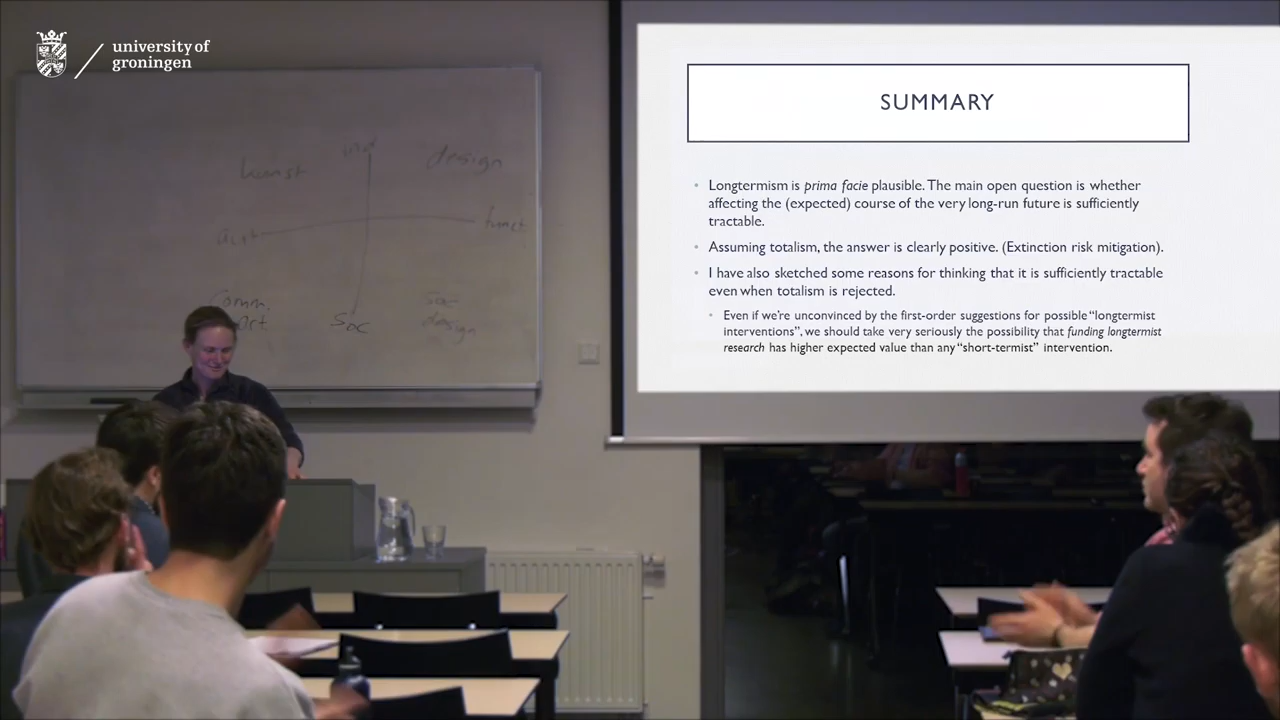 university of
groningen
design
SUMMARY
Longtermism is prima facie plausible. The main open question is whether
affecting the (expected) course of the very long-run future is sufficiently
tractable.
Assuming totalism, the answer is clearly positive. (Extinction risk mitigation).
I have also sketched some reasons for thinking that it is sufficiently tractable
even when totalism is rejected.
Even if we're unconvinced by the first-order suggestions for possible “longtermist
interventions”, we should take very seriously the possibility that funding longtermist
research has higher expected value than any “short-termist” intervention.
Comm.
design